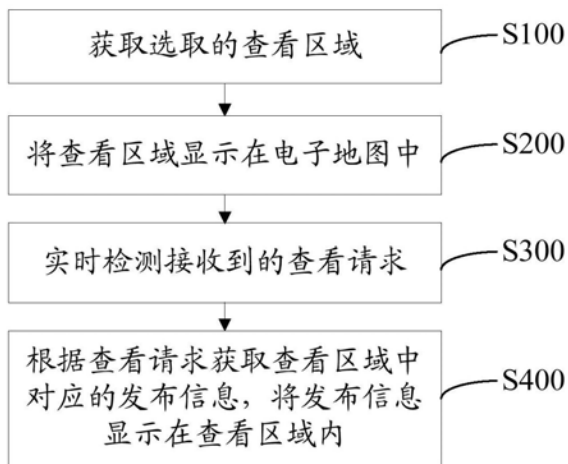 获取选取的查看区域
S100
将查看区域显示在电子地图中
S200
实时检测接收到的查看请求
S300
根据查看请求获取查看区域中
对应的发布信息，将发布信息
显示在查看区域内
S400